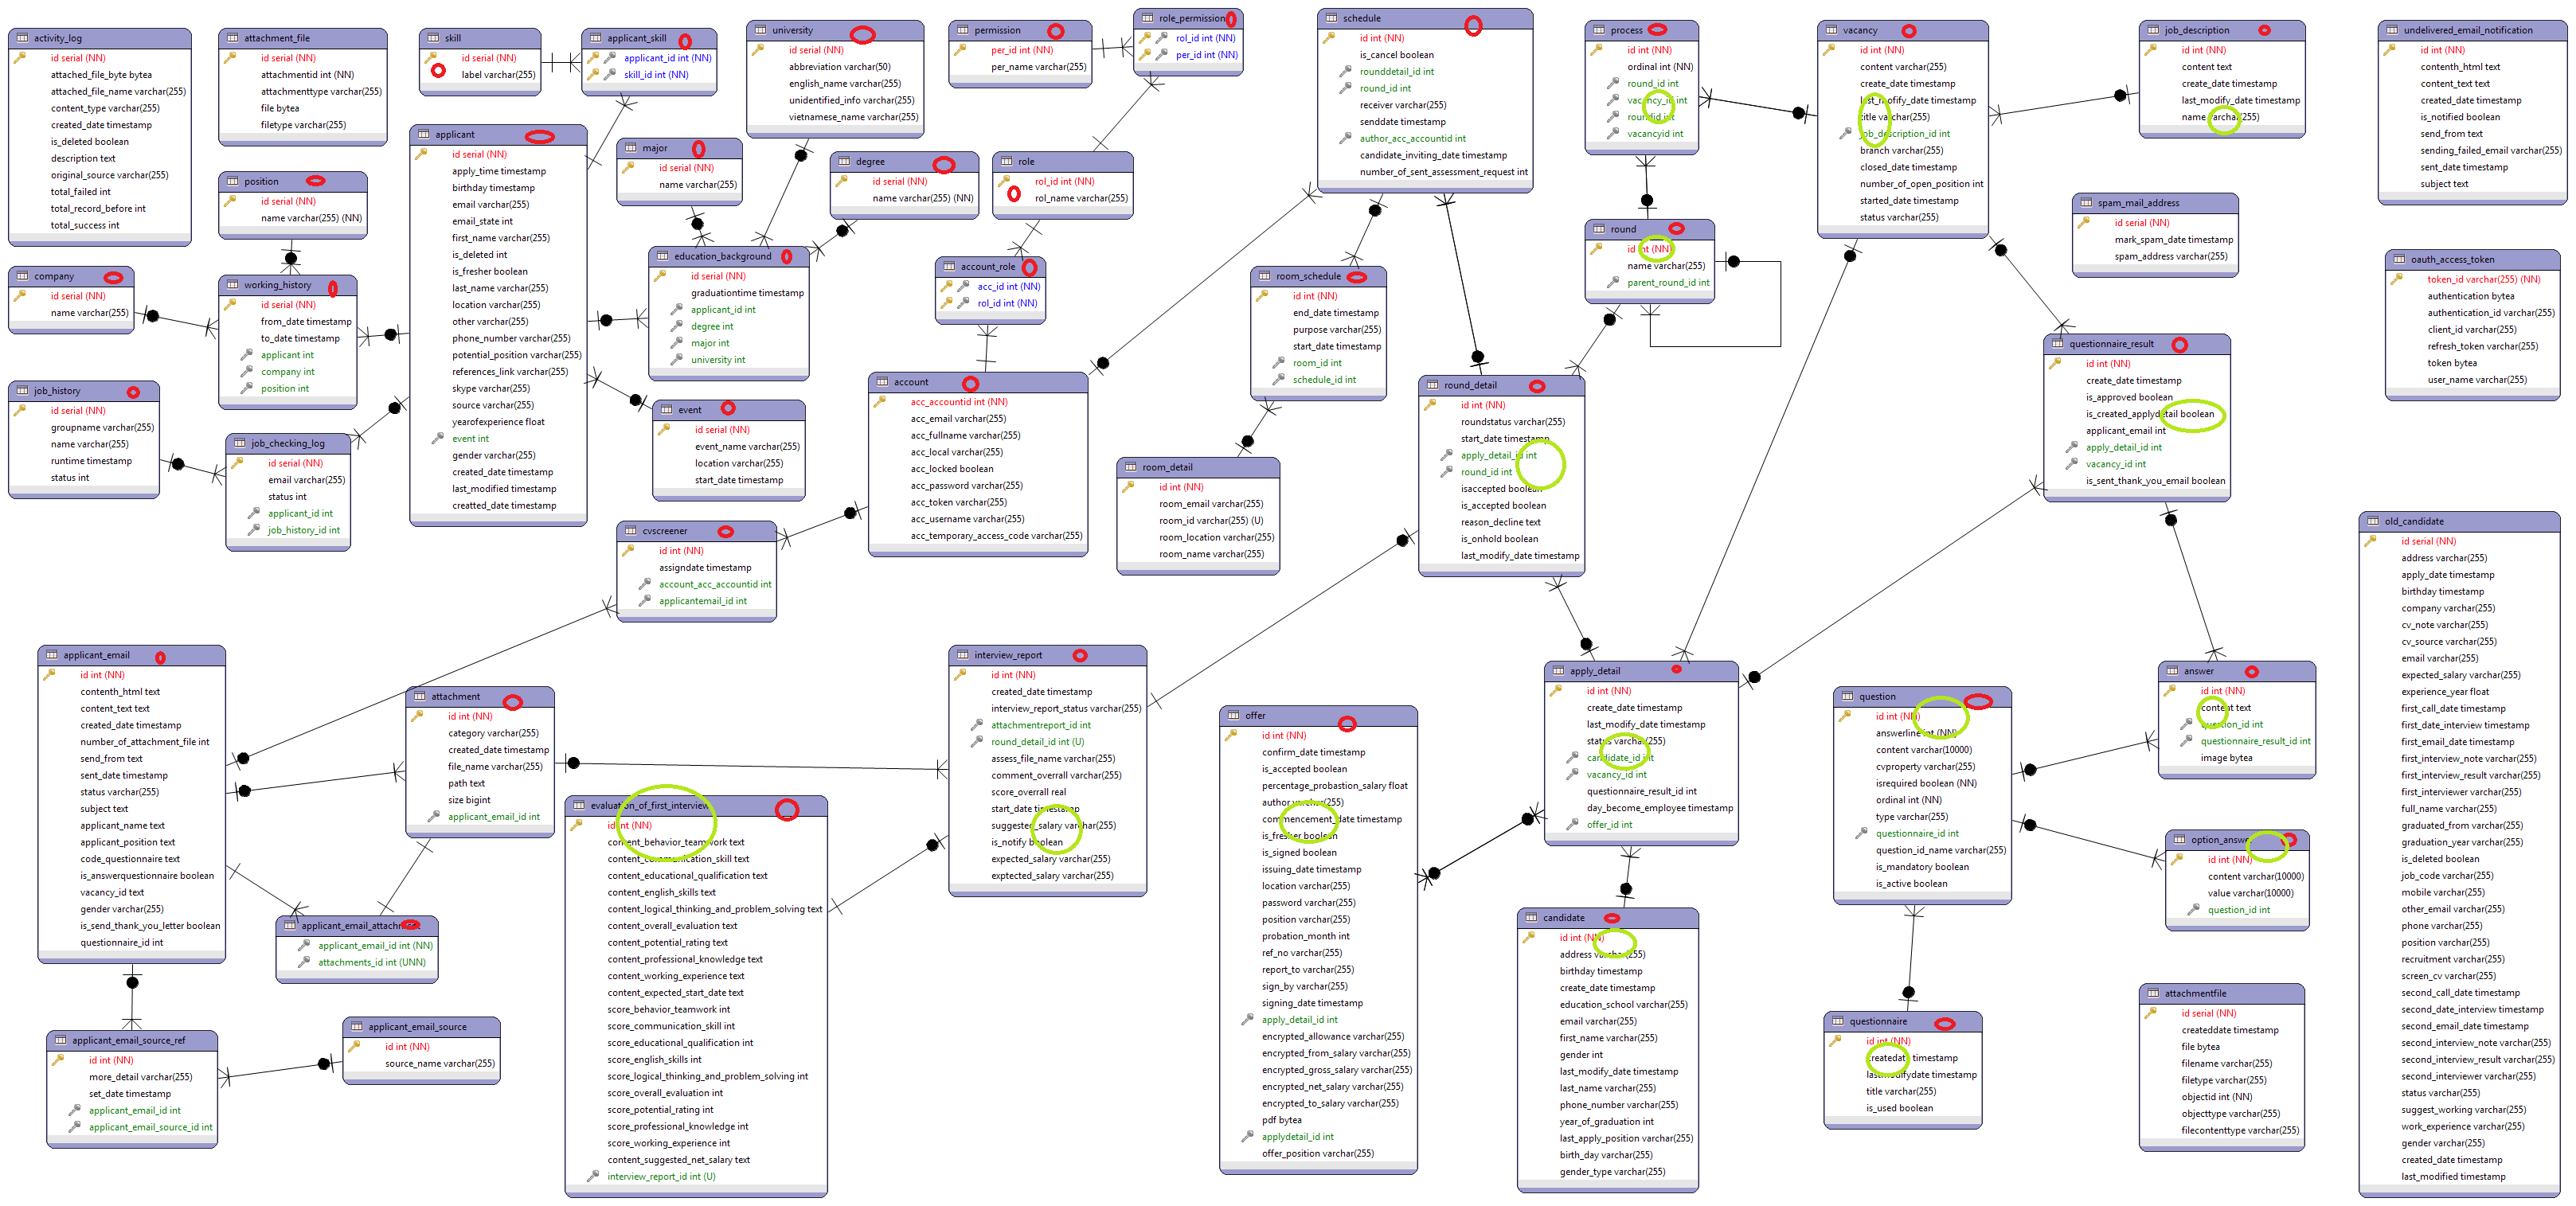 activity_log
id serial (NN)
attached_file_byte bytea
attached_file_name varchar(255)
content_type varchar(255)
created_date timestamp
is_deleted boolean
description text
original_source varchar(255)
total_failed int
total_record_before int
total_success int
attachment_file
id serial (NN)
attachmentid int (NN)
attachmenttype varchar(255)
file bytea
filetype varchar(255)
skill
id serial (NN)
label varchar(255)
applicant_skill
applicant_id int (NN)
skill_id int (NN)
university
id serial (NN)
abbreviation varchar(50)
english_name varchar(255)
unidentified_info varchar(255)
vietnamese_name varchar(255)
permission
per_id int (NN)
per_name varchar(255)
role_permission
rol_id int (NN)
per_id int (NN)
schedule
id int (NN)
is_cancel boolean
rounddetail_id int
round_id int
receiver varchar(255)
senddate timestamp
author_acc_accountid int
candidate_inviting_date timestamp
number_of_sent_assessment_request int
process
id int (NN)
ordinal int (NN)
round_id int
vacancy_id int
roundid int
vacancyid int
vacancy
id int (NN)
content varchar(255)
create_date timestamp
last_modify_date timestamp
title varchar(255)
job_description_id int
branch varchar(255)
closed_date timestamp
number_of_open_position int
started_date timestamp
status varchar(255)
job_description
id int (NN)
content text
create_date timestamp
last_modify_date timestamp
name varchar(255)
undelivered_email_notification
id int (NN)
contenth_html text
content_text text
created_date timestamp
is_notified boolean
send_from text
sending_failed_email varchar(255)
sent_date timestamp
subject text
position
id serial (NN)
name varchar(255) (NN)
applicant
id serial (NN)
apply_time timestamp
birthday timestamp
email varchar(255)
email_state int
first_name varchar(255)
is_deleted int
is_fresher boolean
last_name varchar(255)
location varchar(255)
other varchar(255)
phone_number varchar(255)
potential_position varchar(255)
references_link varchar(255)
skype varchar(255)
source varchar(255)
yearofexperience float
event int
gender varchar(255)
created_date timestamp
last_modified timestamp
creatted_date timestamp
major
id serial (NN)
name varchar(255)
degree
id serial (NN)
name varchar(255) (NN)
role
rol_id int (NN)
rol_name varchar(255)
company
id serial (NN)
name varchar(255)
working_history
id serial (NN)
from_date timestamp
to_date timestamp
applicant int
company int
position int
education_background
id serial (NN)
graduationtime timestamp
applicant_id int
degree int
major int
university int
account_role
acc_id int (NN)
rol_id int (NN)
room_schedule
id int (NN)
end_date timestamp
purpose varchar(255)
start_date timestamp
room_id int
schedule_id int
round
id int (NN)
name varchar(255)
parent_round_id int
spam_mail_address
id serial (NN)
mark_spam_date timestamp
spam_address varchar(255)
oauth_access_token
token_id varchar(255) (NN)
authentication bytea
authentication_id varchar(255)
client_id varchar(255)
refresh_token varchar(255)
token bytea
user_name varchar(255)
job_history
id serial (NN)
groupname varchar(255)
name varchar(255)
runtime timestamp
status int
job_checking_log
id serial (NN)
email varchar(255)
status int
applicant_id int
job_history_id int
event
id serial (NN)
event_name varchar(255)
location varchar(255)
start_date timestamp
account
acc_accountid int (NN)
acc_email varchar(255)
acc_fullname varchar(255)
acc_local varchar(255)
acc_locked boolean
acc_password varchar(255)
acc_token varchar(255)
acc_username varchar(255)
acc_temporary_access_code varchar(255)
room_detail
id int (NN)
room_email varchar(255)
room_id varchar(255) (U)
room_location varchar(255)
room_name varchar(255)
round_detail
id int (NN)
roundstatus varchar(255)
start_date timestamp
apply_detail_id int
round_id int
isaccepted boolean
is_accepted boolean
reason_decline text
is_onhold boolean
last_modify_date timestamp
questionnaire_result
id int (NN)
create_date timestamp
is_approved boolean
is_created_applydetail boolean
applicant_email int
apply_detail_id int
vacancy_id int
is_sent_thank_you_email boolean
cvscreener
id int (NN)
assigndate timestamp
account_acc_accountid int
applicantemail_id int
old_candidate
id serial (NN)
address varchar(255)
apply_date timestamp
birthday timestamp
company varchar(255)
cv_note varchar(255)
cv_source varchar(255)
email varchar(255)
expected_salary varchar(255)
experience_year float
first_call_date timestamp
first_date_interview timestamp
first_email_date timestamp
first_interview_note varchar(255)
first_interview_result varchar(255)
first_interviewer varchar(255)
full_name varchar(255)
graduated_from varchar(255)
graduation_year varchar(255)
is_deleted boolean
job_code varchar(255)
mobile varchar(255)
other_email varchar(255)
phone varchar(255)
position varchar(255)
recruitment varchar(255)
screen_cv varchar(255)
second_call_date timestamp
second_date_interview timestamp
second_email_date timestamp
second_interview_note varchar(255)
second_interview_result varchar(255)
second_interviewer varchar(255)
status varchar(255)
suggest_working varchar(255)
work_experience varchar(255)
gender varchar(255)
created_date timestamp
last_modified timestamp
applicant_email
id int (NN)
contenth_html text
content_text text
created_date timestamp
number_of_attachment_file int
send_from text
sent_date timestamp
status varchar(255)
subject text
applicant_name text
applicant_position text
code_questionnaire text
is_answerquestionnaire boolean
vacancy_id text
gender varchar(255)
is_send_thank_you_letter boolean
questionnaire_id int
attachment
id int (NN)
category varchar(255)
created_date timestamp
file_name varchar(255)
path text
size bigint
applicant_email_id int
interview_report
id int (NN)
created_date timestamp
interview_report_status varchar(255)
attachmentreport_id int
round_detail_id int (U)
assess_file_name varchar(255)
comment_overrall varchar(255)
score_overrall real
start_date timestamp
suggested_salary varchar(255)
is_notify boolean
expected_salary varchar(255)
exptected_salary varchar(255)
offer
id int (NN)
confirm_date timestamp
is_accepted boolean
percentage_probastion_salary float
author varchar(255)
commencement_date timestamp
is_fresher boolean
is_signed boolean
issuing_date timestamp
location varchar(255)
password varchar(255)
position varchar(255)
probation_month int
ref_no varchar(255)
report_to varchar(255)
sign_by varchar(255)
signing_date timestamp
apply_detail_id int
encrypted_allowance varchar(255)
encrypted_from_salary varchar(255)
encrypted_gross_salary varchar(255)
encrypted_net_salary varchar(255)
encrypted_to_salary varchar(255)
pdf bytea
applydetail_id int
offer_position varchar(255)
apply_detail
id int (NN)
create_date timestamp
last_modify_date timestamp
status varchar(255)
candidate_id int
vacancy_id int
questionnaire_result_id int
day_become_employee timestamp
offer_id int
question
id int (NN)
answerline int (NN)
content varchar(10000)
cvproperty varchar(255)
isrequired boolean (NN)
ordinal int (NN)
type varchar(255)
questionnaire_id int
question_id_name varchar(255)
is_mandatory boolean
is_active boolean
answer
id int (NN)
content text
question_id int
questionnaire_result_id int
image bytea
option_answer
id int (NN)
content varchar(10000)
value varchar(10000)
question_id int
evaluation_of_first_interview
id int (NN)
content_behavior_teamwork text
content_communication_skill text
content_educational_qualification text
content_english_skills text
content_logical_thinking_and_problem_solving text
content_overall_evaluation text
content_potential_rating text
content_professional_knowledge text
content_working_experience text
content_expected_start_date text
score_behavior_teamwork int
score_communication_skill int
score_educational_qualification int
score_english_skills int
score_logical_thinking_and_problem_solving int
score_overall_evaluation int
score_potential_rating int
score_professional_knowledge int
score_working_experience int
content_suggested_net_salary text
interview_report_id int (U)
applicant_email_attachment
applicant_email_id int (NN)
attachments_id int (UNN)
candidate
id int (NN)
address varchar(255)
birthday timestamp
create_date timestamp
education_school varchar(255)
email varchar(255)
first_name varchar(255)
gender int
last_modify_date timestamp
last_name varchar(255)
phone_number varchar(255)
year_of_graduation int
last_apply_position varchar(255)
birth_day varchar(255)
gender_type varchar(255)
attachmentfile
id serial (NN)
createddate timestamp
file bytea
filename varchar(255)
filetype varchar(255)
objectid int (NN)
objecttype varchar(255)
filecontenttype varchar(255)
questionnaire
id int (NN)
createdate timestamp
lastmodifydate timestamp
title varchar(255)
is_used boolean
applicant_email_source_ref
id int (NN)
more_detail varchar(255)
set_date timestamp
applicant_email_id int
applicant_email_source_id int
applicant_email_source
id int (NN)
source_name varchar(255)